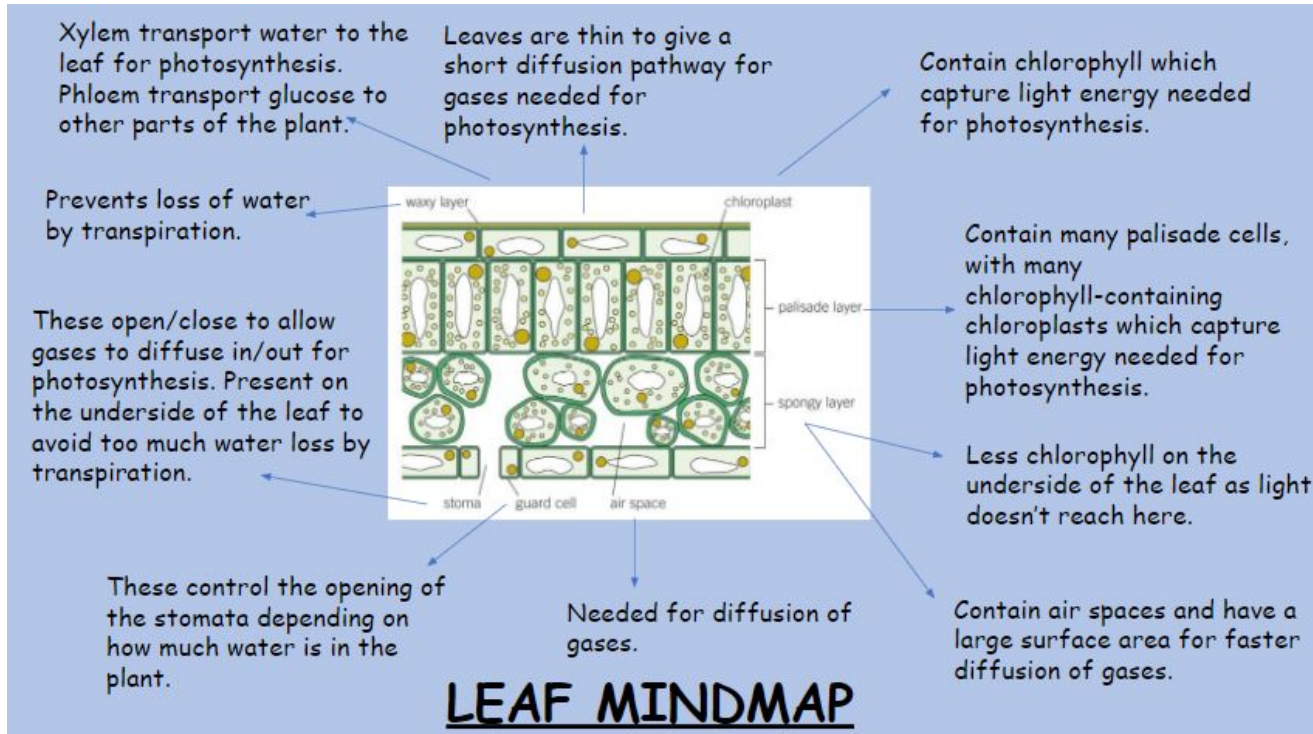 Xylem transport water to the
leaf for photosynthesis.
Phloem transport glucose to
other parts of the plant.
Leaves are thin to give a
short diffusion pathway for
gases needed for
photosynthesis.
Contain chlorophyll which
capture light energy needed
for photosynthesis.
Prevents loss of water
by transpiration.
waxy layer
chloroplast
palisade layer
spongy layer
stoma
guard cell
air space
Contain many palisade cells,
with many
chlorophyll-containing
chloroplasts which capture
light energy needed for
photosynthesis.
These open/close to allow
gases to diffuse in/out for
photosynthesis. Present on
the underside of the leaf to
avoid too much water loss by
transpiration.
Less chlorophyll on the
underside of the leaf as light
doesn't reach here.
These control the opening of
the stomata depending on
how much water is in the
plant.
Needed for diffusion of
gases.
Contain air spaces and have a
large surface area for faster
diffusion of gases.
LEAF MINDMAP